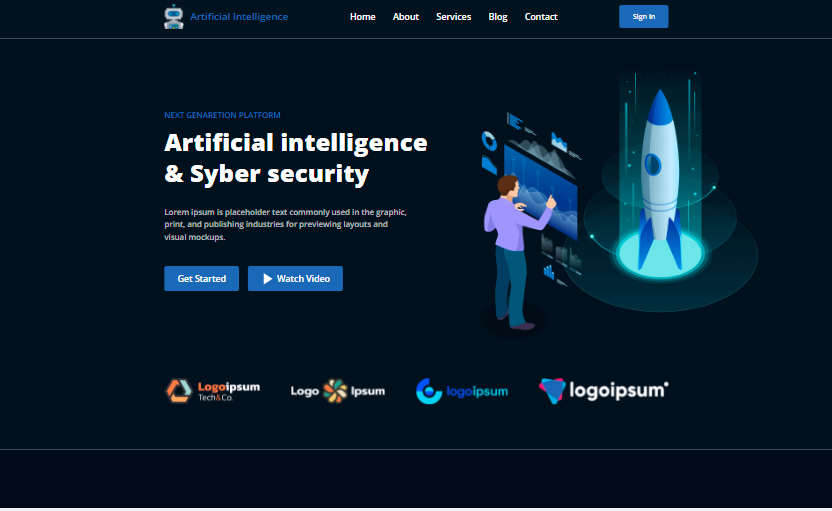 Artificial Intelligence
Home About Services Blog Contact
Sign In
NEXT GENARETION PLATFORM
Artificial intelligence
& Syber security
Lorem ipsum is placeholder text commonly used in the graphic,
print, and publishing industries for previewing layouts and
visual mockups.
Get Started
Watch Video
Logoipsum
Tech&Co.
Logo Ipsum
logoipsum
logoipsum